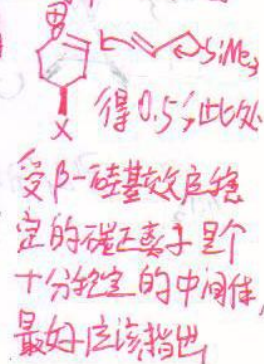 ⊕
SiMe₃
X
得0.5分,此处
受β-硅基效应稳
定的碳正离子是个
十分稳定的中间体,
最好应该指出